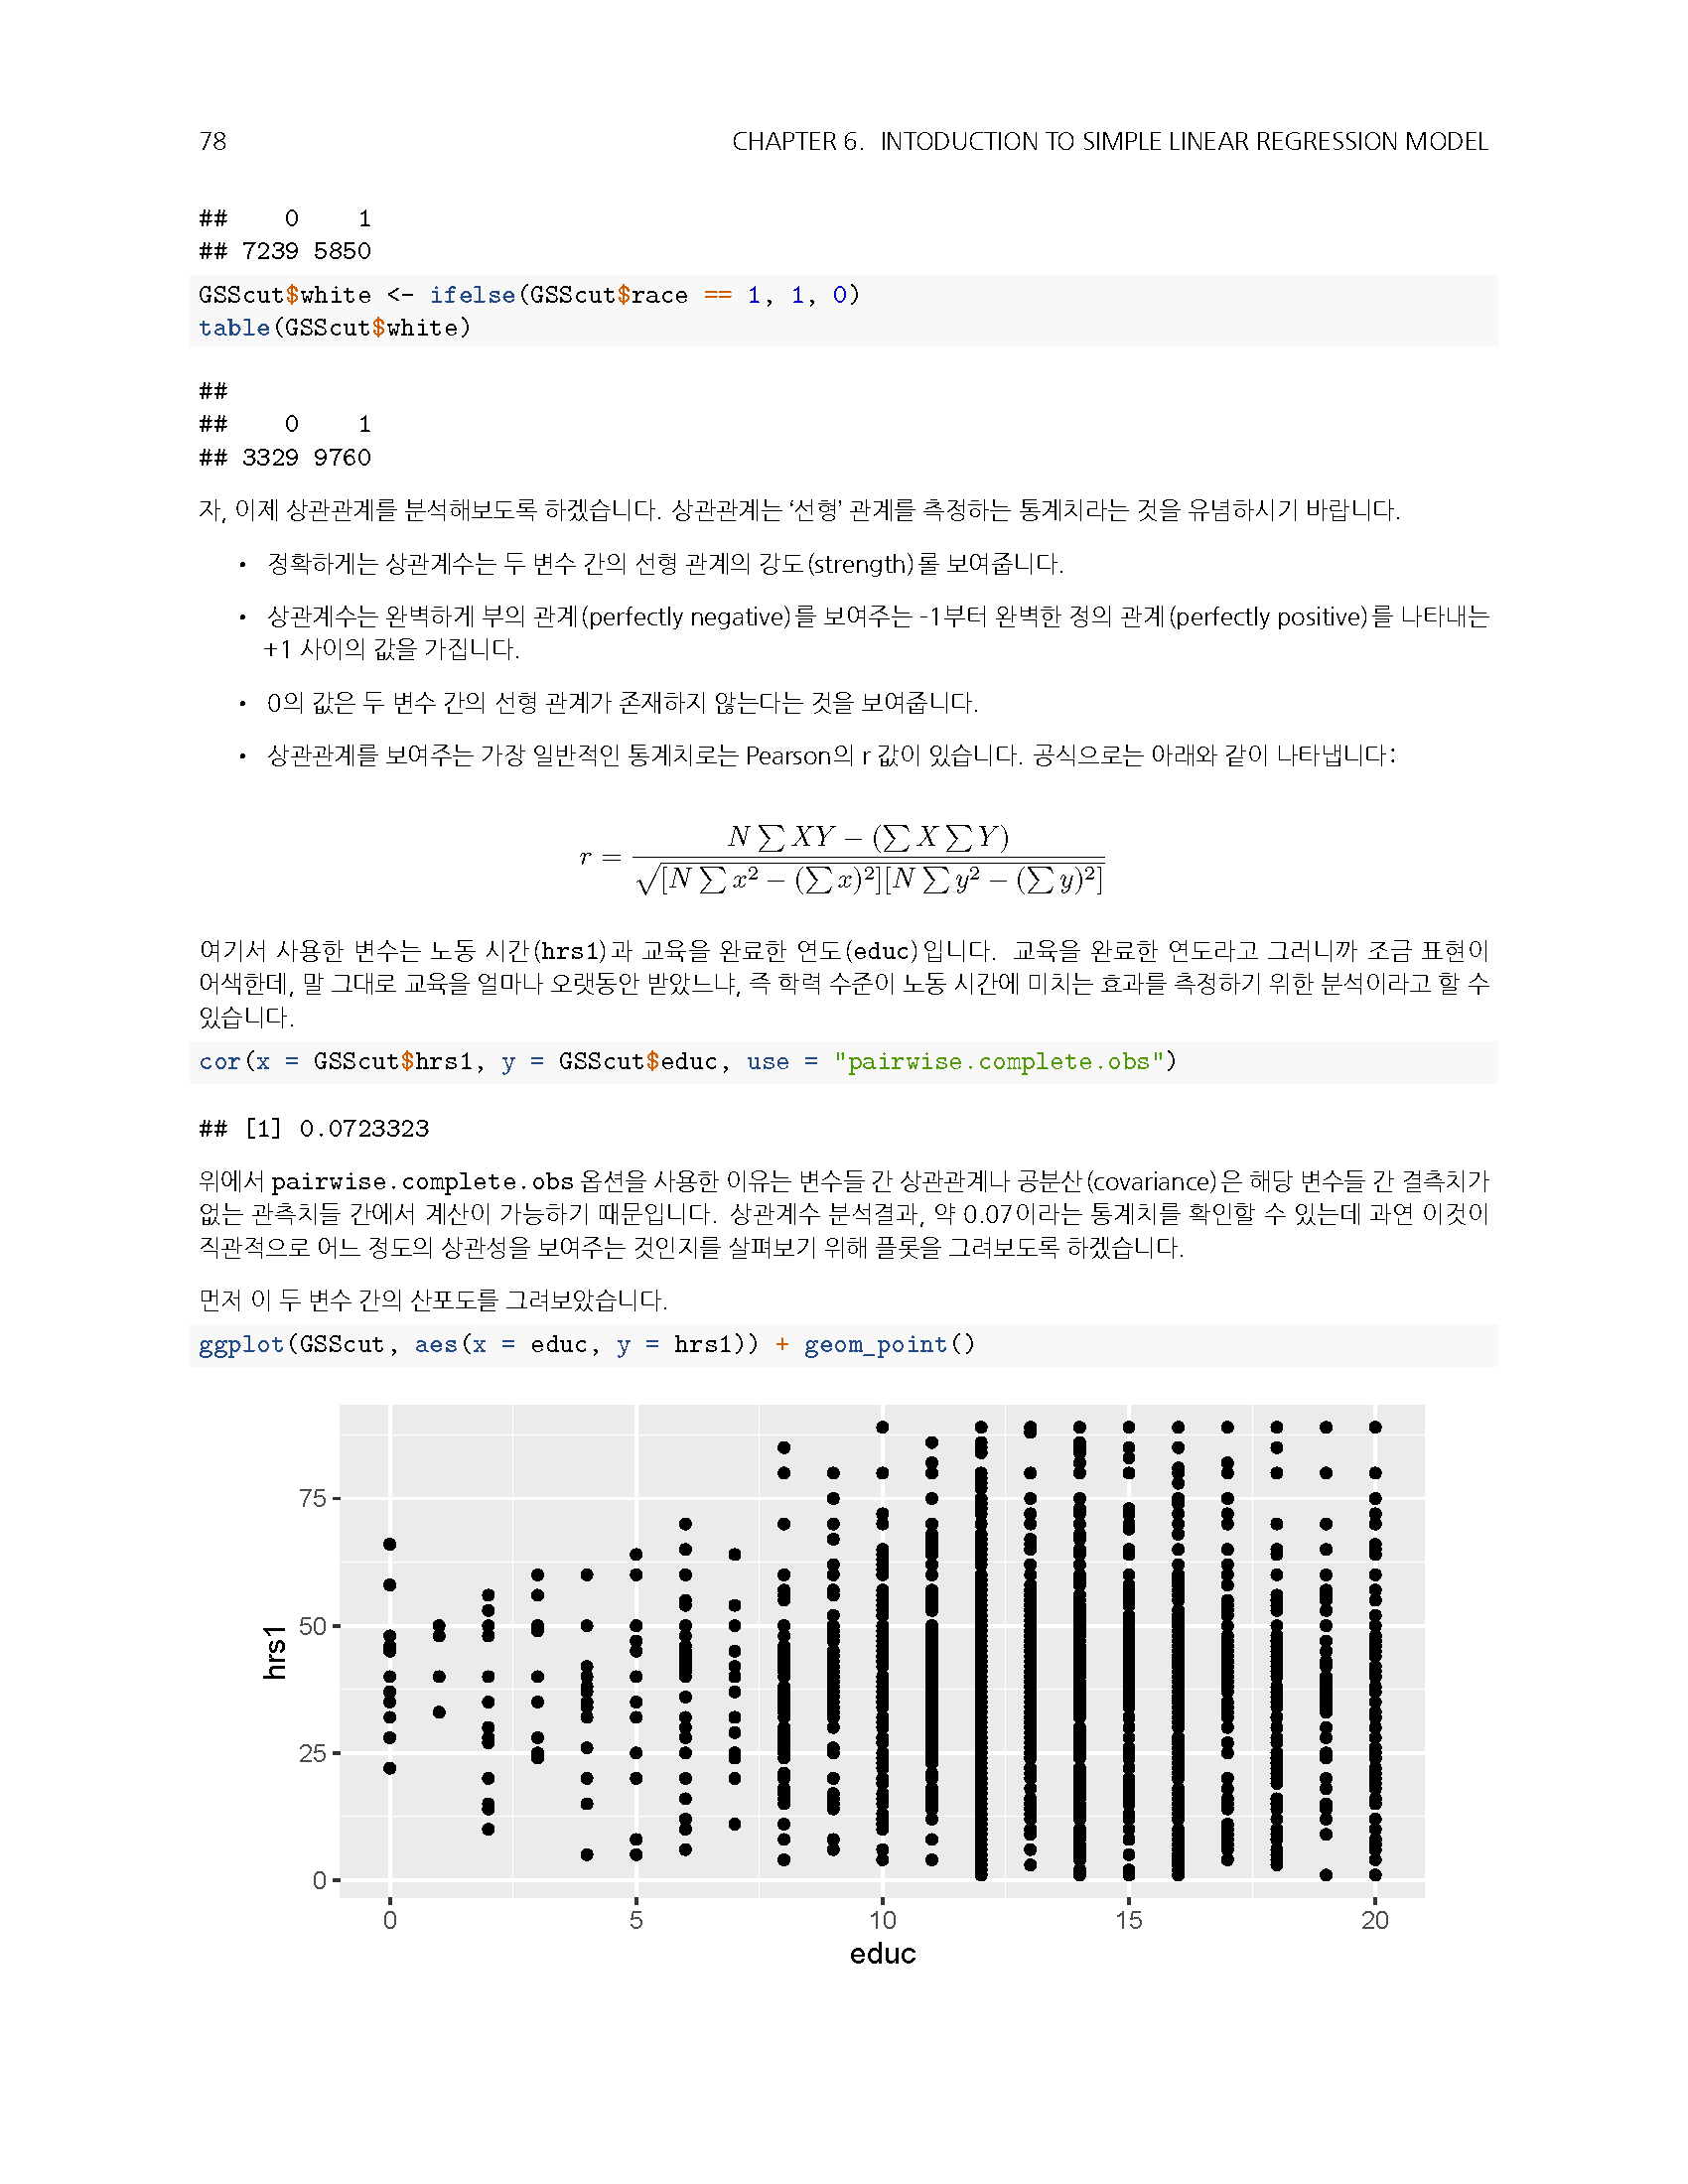 78 CHAPTER 6. INTODUCTION TO SIMPLE LINEAR REGRESSION MODEL
## 0 1
## 7239 5850
GSScut$white <- ifelse(GSScut$race == 1, 1, 0)
table(GSScut$white)
##
## 0 1
## 3329 9760
자, 이제 상관관계를 분석해보도록 하겠습니다. 상관관계는 ‘선형’ 관계를 측정하는 통계치라는 것을 유념하시기 바랍니다.
• 정확하게는 상관계수는 두 변수 간의 선형 관계의 강도(strength)롤 보여줍니다.
• 상관계수는 완벽하게 부의 관계(perfectly negative)를 보여주는 -1부터 완벽한 정의 관계(perfectly positive)를 나타내는
+1 사이의 값을 가집니다.
• 0의 값은 두 변수 간의 선형 관계가 존재하지 않는다는 것을 보여줍니다.
• 상관관계를 보여주는 가장 일반적인 통계치로는 Pearson의 r 값이 있습니다. 공식으로는 아래와 같이 나타냅니다:
r = N ∑ XY − (∑ X ∑ Y) / √[N ∑ x² − (∑ x)²][N ∑ y² − (∑ y)²]
여기서 사용한 변수는 노동 시간(hrs1)과 교육을 완료한 연도(educ)입니다. 교육을 완료한 연도라고 그러니까 조금 표현이
어색한데, 말 그대로 교육을 얼마나 오랫동안 받았느냐, 즉 학력 수준이 노동 시간에 미치는 효과를 측정하기 위한 분석이라고 할 수
있습니다.
cor(x = GSScut$hrs1, y = GSScut$educ, use = "pairwise.complete.obs")
## [1] 0.0723323
위에서 pairwise.complete.obs 옵션을 사용한 이유는 변수들 간 상관관계나 공분산(covariance)은 해당 변수들 간 결측치가
없는 관측치들 간에서 계산이 가능하기 때문입니다. 상관계수 분석결과, 약 0.07이라는 통계치를 확인할 수 있는데 과연 이것이
직관적으로 어느 정도의 상관성을 보여주는 것인지를 살펴보기 위해 플롯을 그려보도록 하겠습니다.
먼저 이 두 변수 간의 산포도를 그려보았습니다.
ggplot(GSScut, aes(x = educ, y = hrs1)) + geom_point()
75
50
25
0
hrs1
0 5 10 15 20
educ